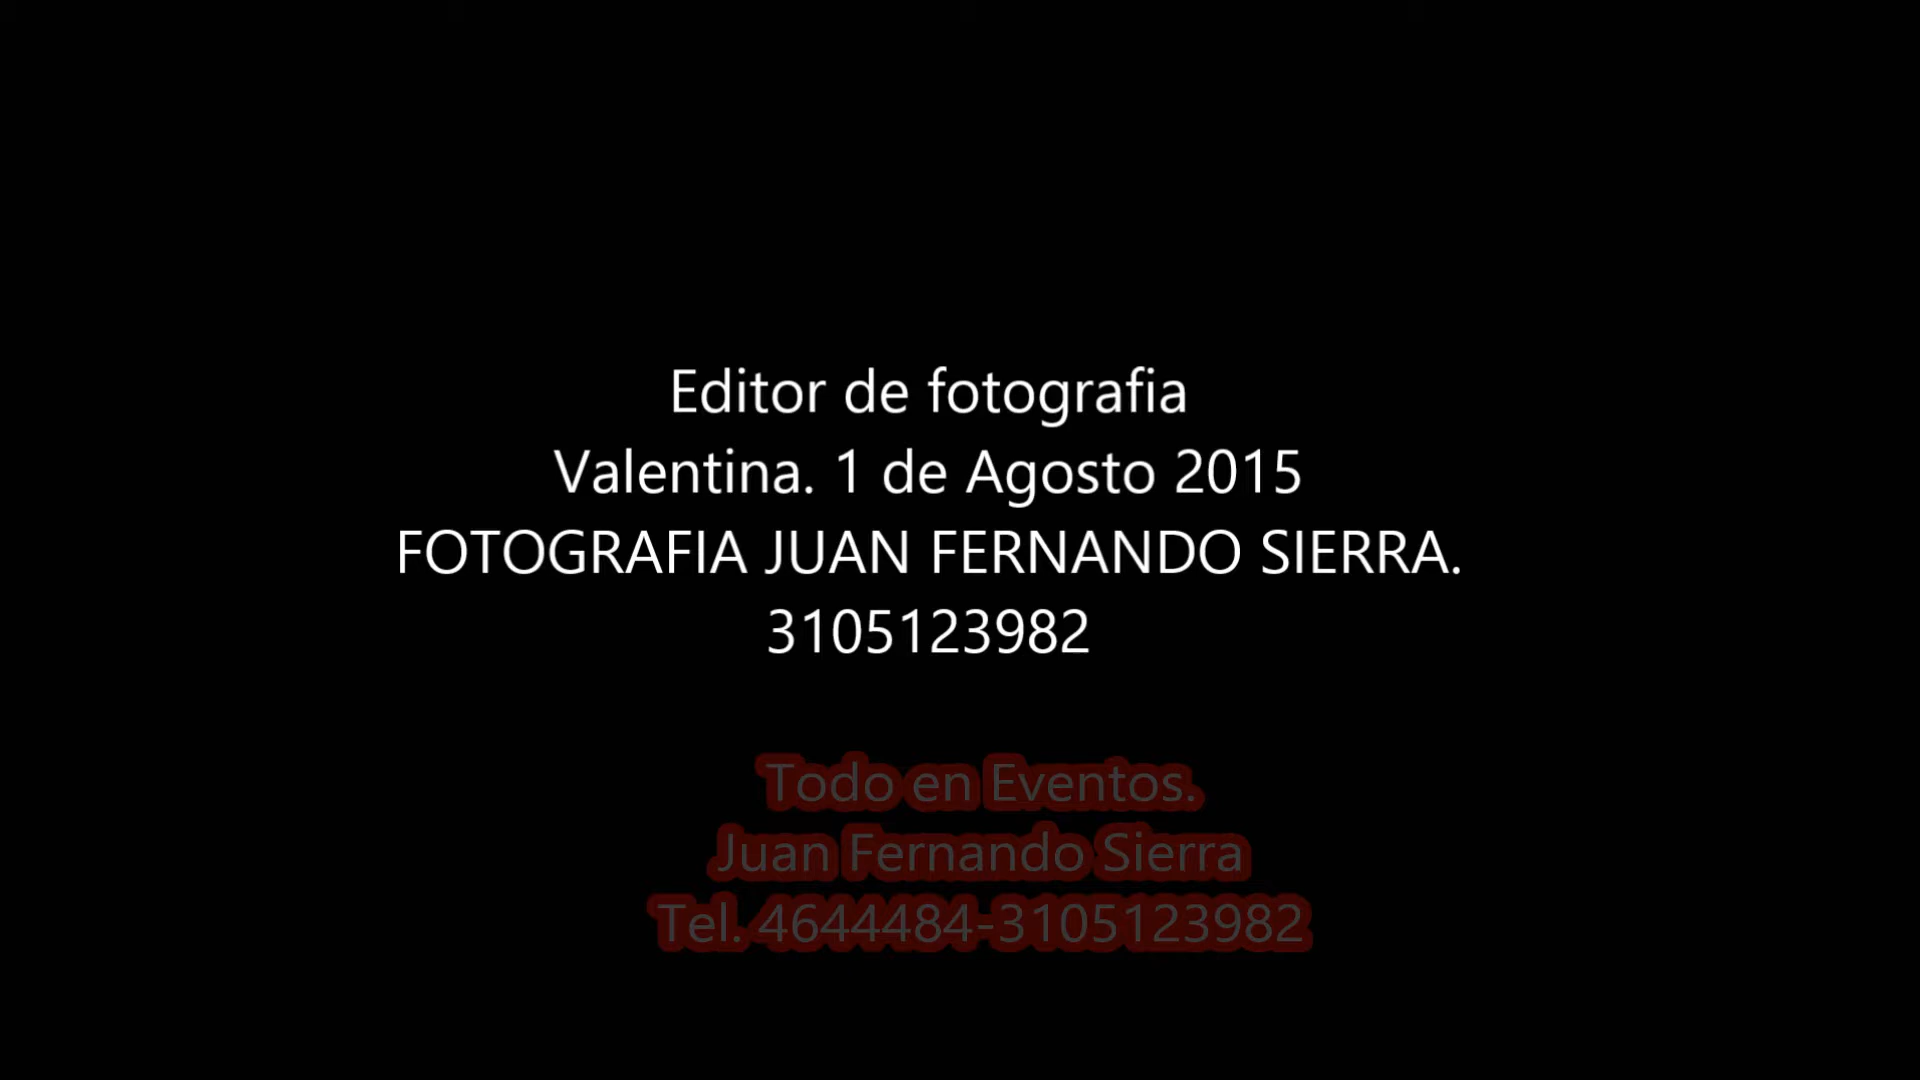 Editor de fotografia
Valentina. 1 de Agosto 2015
FOTOGRAFIA JUAN FERNANDO SIERRA.
3105123982
Todo en Eventos.
Juan Fernando Sierra
Tel. 4644484-3105123982